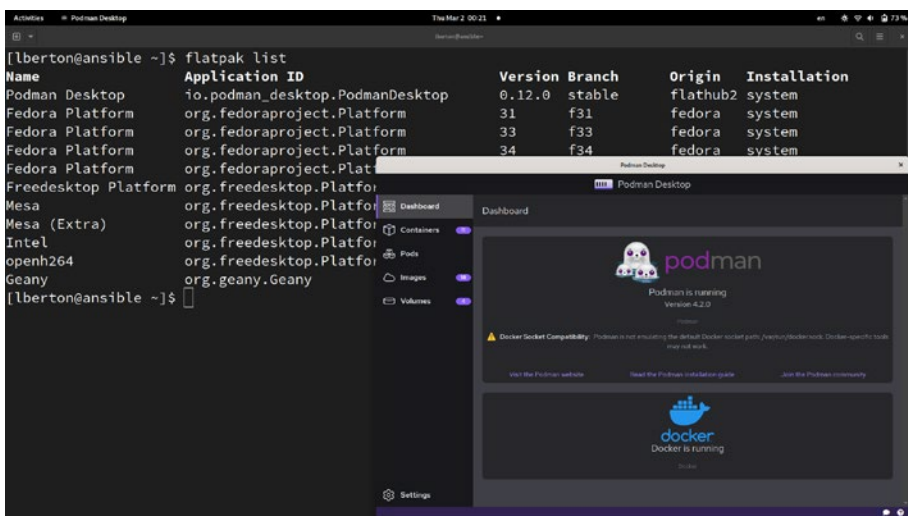 Activities Podman Desktop Thu Mar 2 00:21 en 73%
lberton@ansible:~
[lberton@ansible ~]$ flatpak list
Name Application ID Version Branch Origin Installation
Podman Desktop io.podman_desktop.PodmanDesktop 0.12.0 stable flathub2 system
Fedora Platform org.fedoraproject.Platform 31 f31 fedora system
Fedora Platform org.fedoraproject.Platform 33 f33 fedora system
Fedora Platform org.fedoraproject.Platform 34 f34 fedora system
Fedora Platform org.fedoraproject.Plat
Freedesktop Platform org.freedesktop.Platfor
Mesa org.freedesktop.Platfor
Mesa (Extra) org.freedesktop.Platfor
Intel org.freedesktop.Platfor
openh264 org.freedesktop.Platfor
Geany org.geany.Geany
[lberton@ansible ~]$
Podman Desktop
Podman Desktop
Dashboard
Containers
Pods
Images
Volumes
Settings
Dashboard
podman
Podman is running
Version 4.2.0
Podman
Docker Socket Compatibility: Podman is not emulating the default Docker socket path: /var/run/docker.sock. Docker-specific tools
may not work.
Visit the Podman website Read the Podman installation guide Join the Podman community
docker
Docker is running
Docker